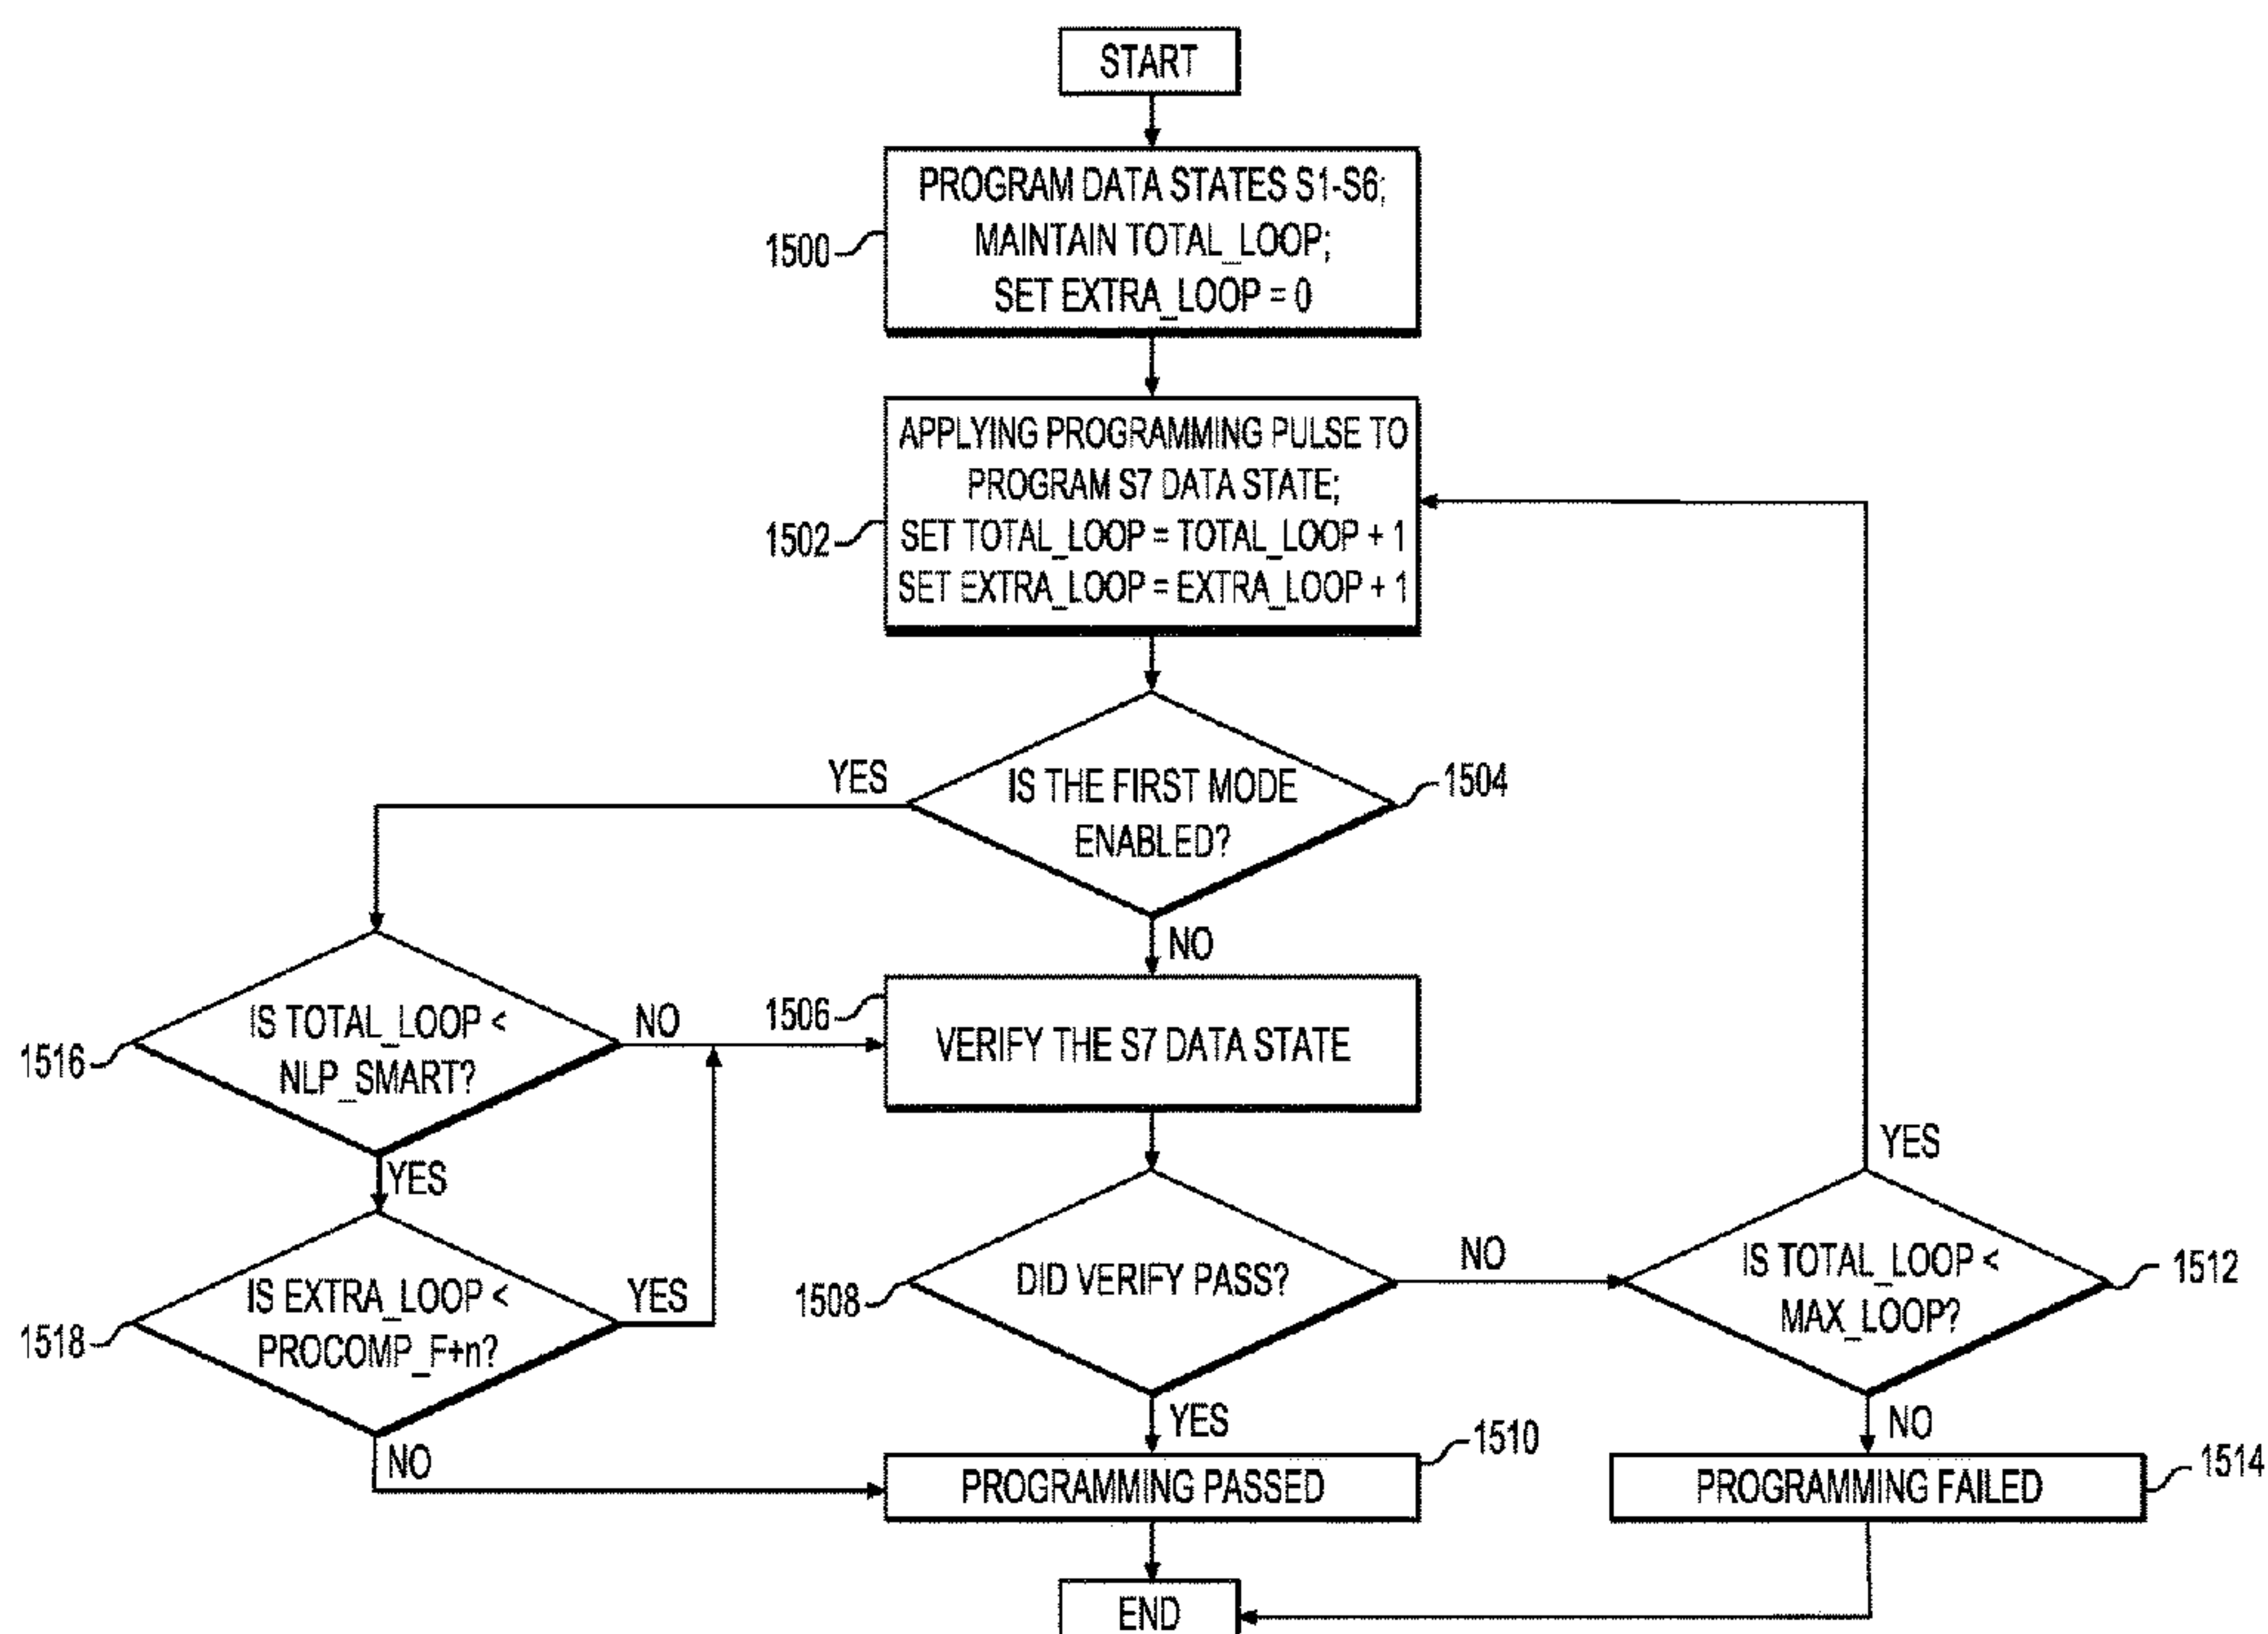 START
PROGRAM DATA STATES S1-S6;
MAINTAIN TOTAL_LOOP;
SET EXTRA_LOOP = 0
1500
APPLYING PROGRAMMING PULSE TO
PROGRAM S7 DATA STATE;
SET TOTAL_LOOP = TOTAL_LOOP + 1
SET EXTRA_LOOP = EXTRA_LOOP + 1
1502
IS THE FIRST MODE
ENABLED?
1504
YES
NO
IS TOTAL_LOOP <
NLP_SMART?
1516
NO
YES
1506
VERIFY THE S7 DATA STATE
IS EXTRA_LOOP <
PROCOMP_F+n?
1518
YES
NO
DID VERIFY PASS?
1508
NO
YES
IS TOTAL_LOOP <
MAX_LOOP?
1512
YES
NO
PROGRAMMING PASSED
1510
PROGRAMMING FAILED
1514
END